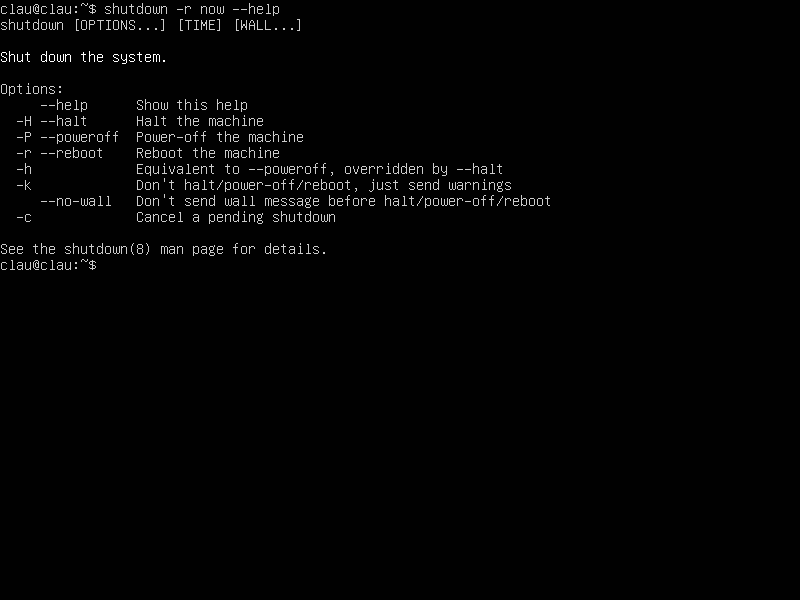 clau@clau:~$ shutdown -r now --help
shutdown [OPTIONS...] [TIME] [WALL...]
Shut down the system.
Options:
--help Show this help
-H --halt Halt the machine
-P --poweroff Power-off the machine
-r --reboot Reboot the machine
-h Equivalent to --poweroff, overridden by --halt
-k Don't halt/power-off/reboot, just send warnings
--no-wall Don't send wall message before halt/power-off/reboot
-c Cancel a pending shutdown
See the shutdown(8) man page for details.
clau@clau:~$